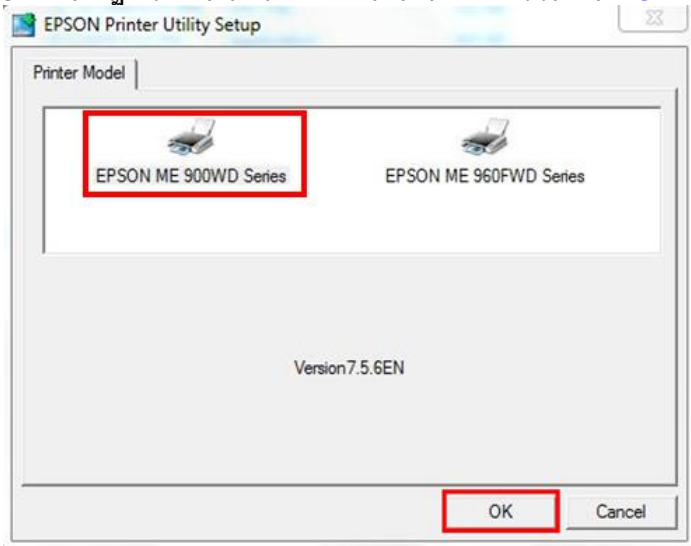 EPSON Printer Utility Setup
Printer Model
EPSON ME 900WD Series
EPSON ME 960FWD Series
Version7.5.6EN
OK
Cancel